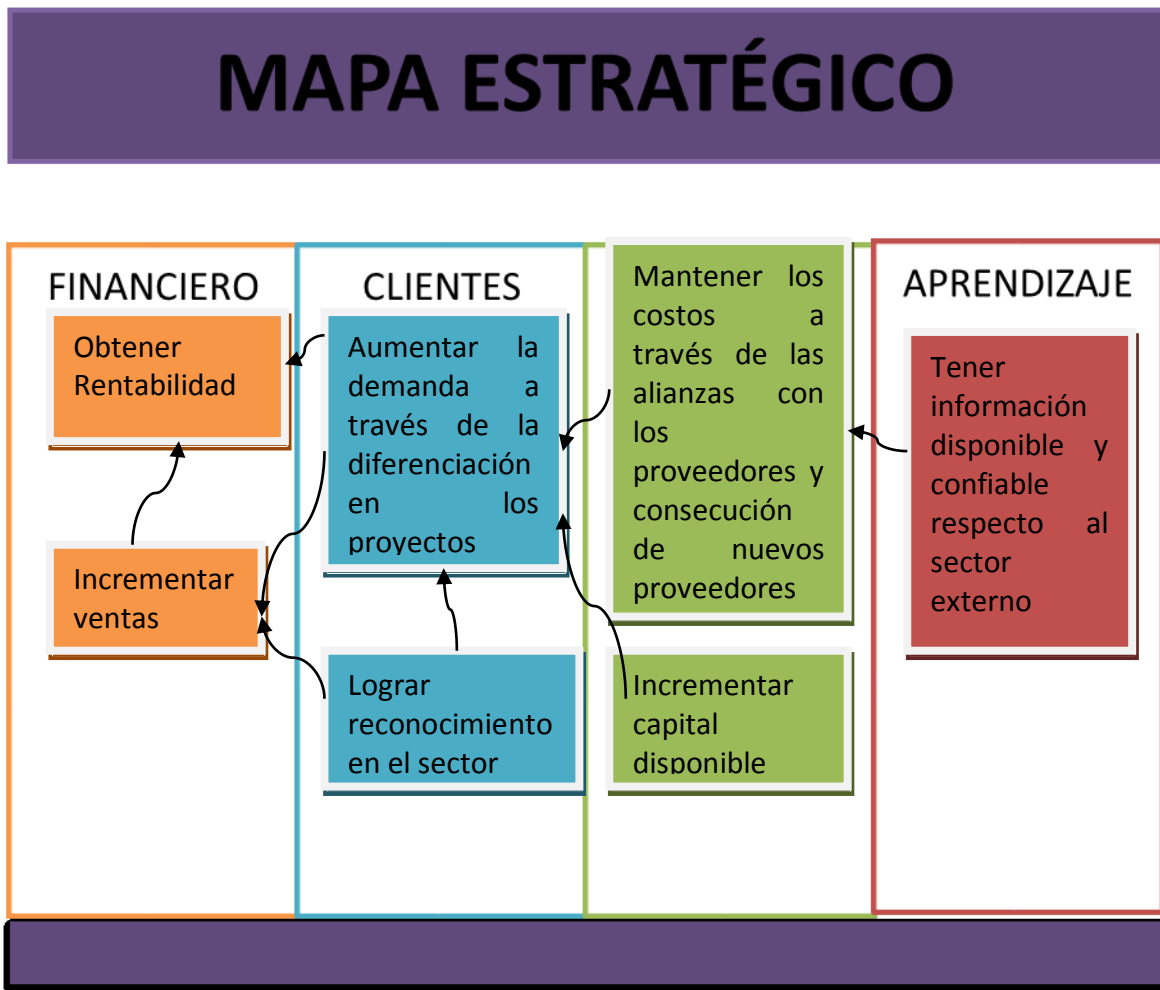 MAPA ESTRATÉGICO
FINANCIERO
Obtener
Rentabilidad
Incrementar
ventas
CLIENTES
Aumentar la
demanda a
través de la
diferenciación
en los
proyectos
Lograr
reconocimiento
en el sector
Mantener los
costos a
través de las
alianzas con
los
proveedores y
consecución
de nuevos
proveedores
Incrementar
capital
disponible
APRENDIZAJE
Tener
información
disponible y
confiable
respecto al
sector
externo